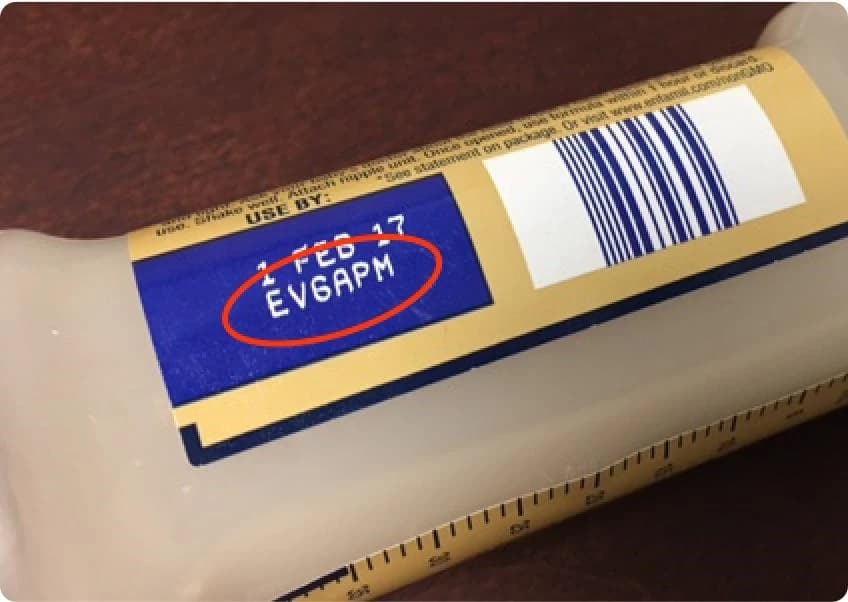 use. Shake well. Attach nipple unit. Once opened, use formula within 1 hour or discard.
*See statement on package. Or visit www.enfamil.com/nonGMO
USE BY:
1 FEB 17
EV6APM